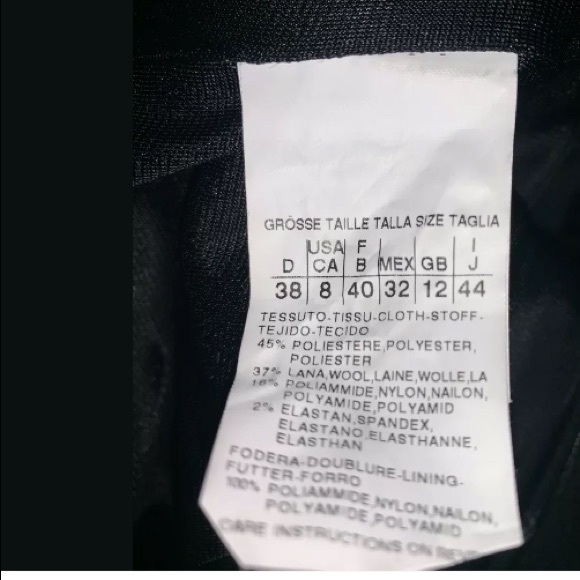 GRÖSSE TAILLE TALLA SIZE TAGLIA
USA F I
D CA B MEX GB J
38 8 40 32 12 44
TESSUTO-TISSU-CLOTH-STOFF-
TEJIDO-TECIDO
45% POLIESTERE,POLYESTER,
POLIESTER
37% LANA,WOOL,LAINE,WOLLE,LA
16% POLIAMMIDE,NYLON,NAILON,
POLYAMIDE,POLYAMID
2% ELASTAN,SPANDEX,
ELASTANO,ELASTHANNE,
ELASTHAN
FODERA-DOUBLURE-LINING-
FUTTER-FORRO
100% POLIAMMIDE,NYLON,NAILON,
POLYAMIDE,POLYAMID
CARE INSTRUCTIONS ON